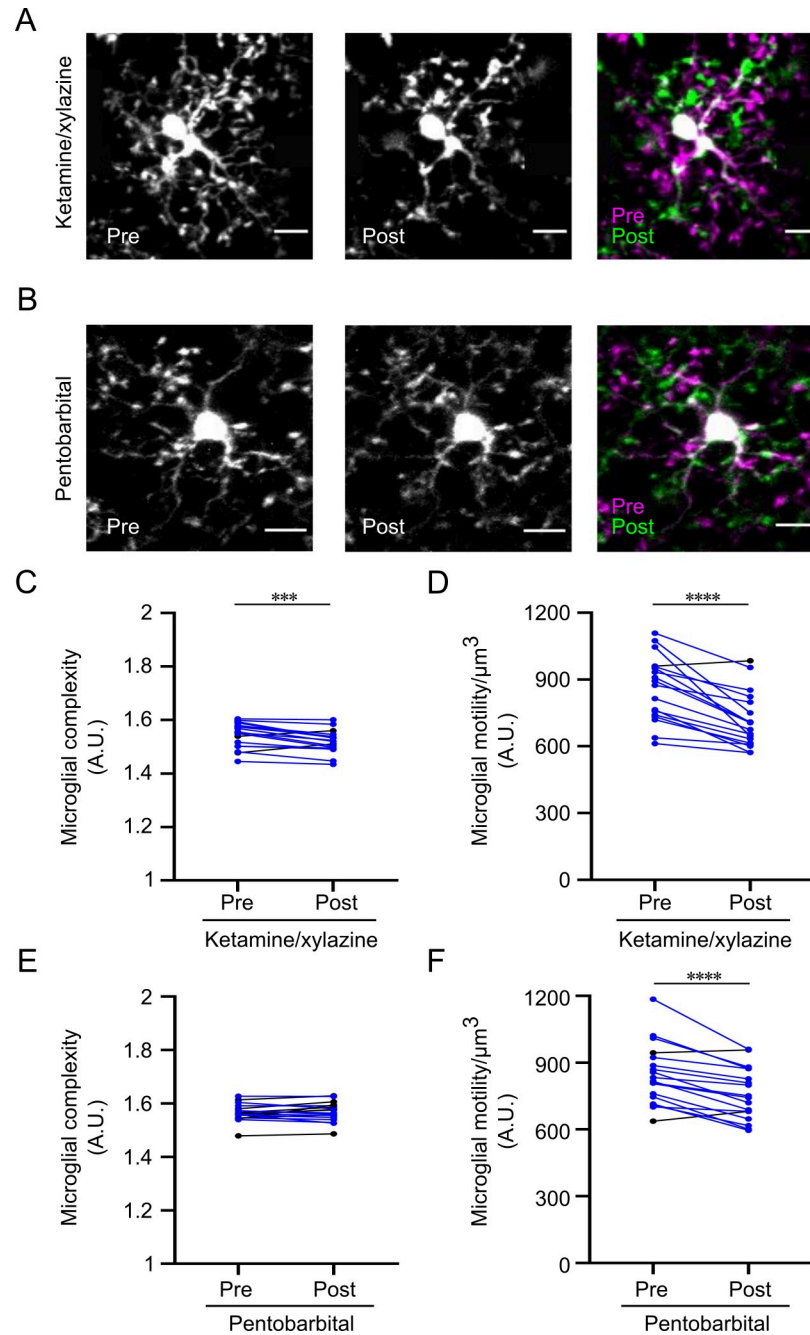 A
Ketamine/xylazine
Pre
Post
Pre
Post
B
Pentobarbital
Pre
Post
Pre
Post
C
Microglial complexity
(A.U.)
2
1.8
1.6
1.4
1.2
1
***
Pre Post
Ketamine/xylazine
D
Microglial motility/µm³
(A.U.)
1200
900
600
300
0
****
Pre Post
Ketamine/xylazine
E
Microglial complexity
(A.U.)
2
1.8
1.6
1.4
1.2
1
Pre Post
Pentobarbital
F
Microglial motility/µm³
(A.U.)
1200
900
600
300
0
****
Pre Post
Pentobarbital